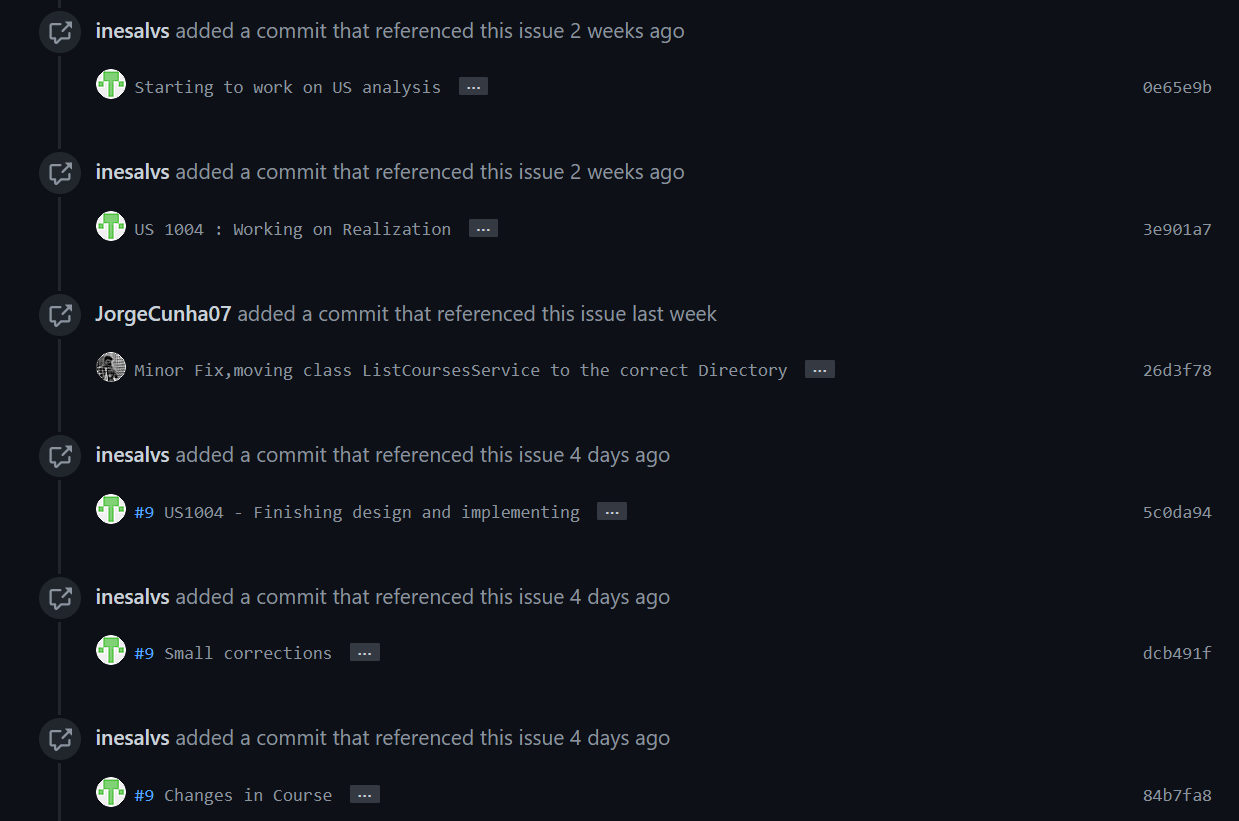 inesalvs added a commit that referenced this issue 2 weeks ago
Starting to work on US analysis ... 0e65e9b
inesalvs added a commit that referenced this issue 2 weeks ago
US 1004 : Working on Realization ... 3e901a7
JorgeCunha07 added a commit that referenced this issue last week
Minor Fix,moving class ListCoursesService to the correct Directory ... 26d3f78
inesalvs added a commit that referenced this issue 4 days ago
#9 US1004 - Finishing design and implementing ... 5c0da94
inesalvs added a commit that referenced this issue 4 days ago
#9 Small corrections ... dcb491f
inesalvs added a commit that referenced this issue 4 days ago
#9 Changes in Course ... 84b7fa8